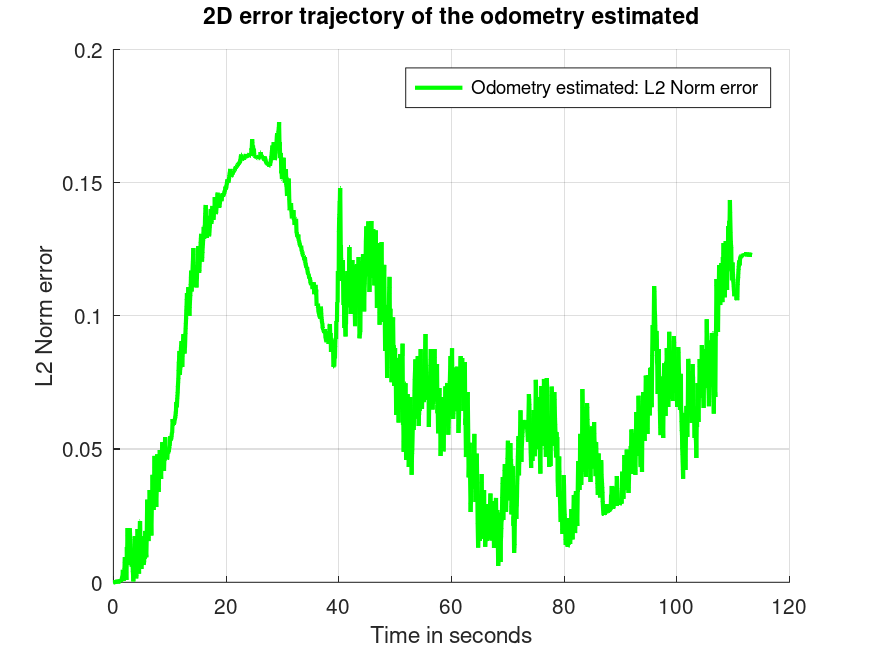 2D error trajectory of the odometry estimated
0.2
Odometry estimated: L2 Norm error
0.15
0.1
0.05
0
L2 Norm error
0 20 40 60 80 100 120
Time in seconds